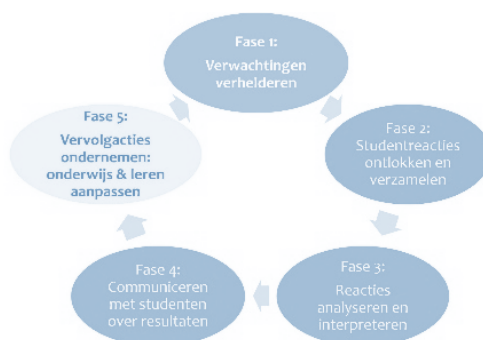 Fase 1:
Verwachtingen
verhelderen
Fase 2:
Studentreacties
ontlokken en
verzamelen
Fase 3:
Reacties
analyseren en
interpreteren
Fase 4:
Communiceren
met studenten
over resultaten
Fase 5:
Vervolgacties
ondernemen:
onderwijs & leren
aanpassen